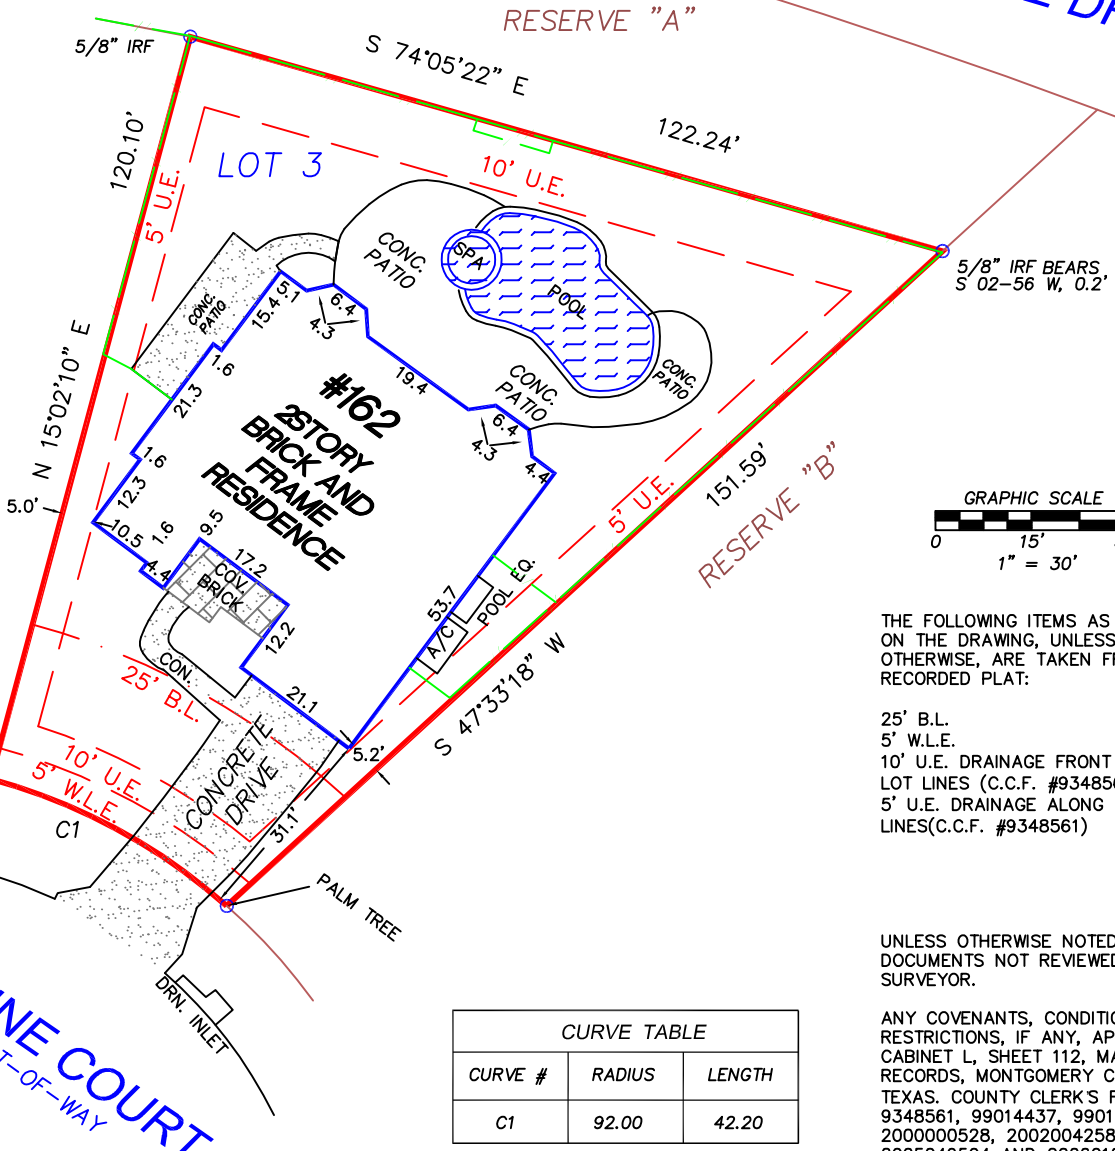 RESERVE "A"
5/8" IRF
S 74°05'22" E
122.24'
120.10'
5' U.E.
LOT 3
10' U.E.
CONC.
PATIO
SPA
POOL
5/8" IRF BEARS
S 02-56 W, 0.2'
CONC.
PATIO
5.1
15.4
6.4
4.3
1.6
19.4
CONC.
PATIO
CONC.
PATIO
N 15°02'10" E
21.3
#162
2STORY
BRICK AND
FRAME
RESIDENCE
6.4
4.3
4.4
1.6
12.3
5.0'
10.5
1.6
9.5
4.4
17.2
COV.
BRICK
5' U.E.
151.59'
RESERVE "B"
GRAPHIC SCALE
0 15'
1" = 30'
53.7
POOL EQ.
A/C
12.2
CON.
25' B.L.
21.1
S 47°33'18" W
5.2'
10' U.E.
5' W.L.E.
C1
CONCRETE
DRIVE
31.1'
PALM TREE
DRN. INLET
THE FOLLOWING ITEMS AS
ON THE DRAWING, UNLESS
OTHERWISE, ARE TAKEN
RECORDED PLAT:
25' B.L.
5' W.L.E.
10' U.E. DRAINAGE FRONT
LOT LINES (C.C.F. #93485
5' U.E. DRAINAGE ALONG
LINES(C.C.F. #9348561)
UNLESS OTHERWISE NOTED
DOCUMENTS NOT REVIEWED
SURVEYOR.
ANY COVENANTS, CONDITIO
RESTRICTIONS, IF ANY, AP
CABINET L, SHEET 112, MA
RECORDS, MONTGOMERY C
TEXAS. COUNTY CLERK'S F
9348561, 99014437, 9901
2000000528, 2002004258
NE COURT
T-OF-WAY
CURVE TABLE
CURVE # RADIUS LENGTH
C1 92.00 42.20